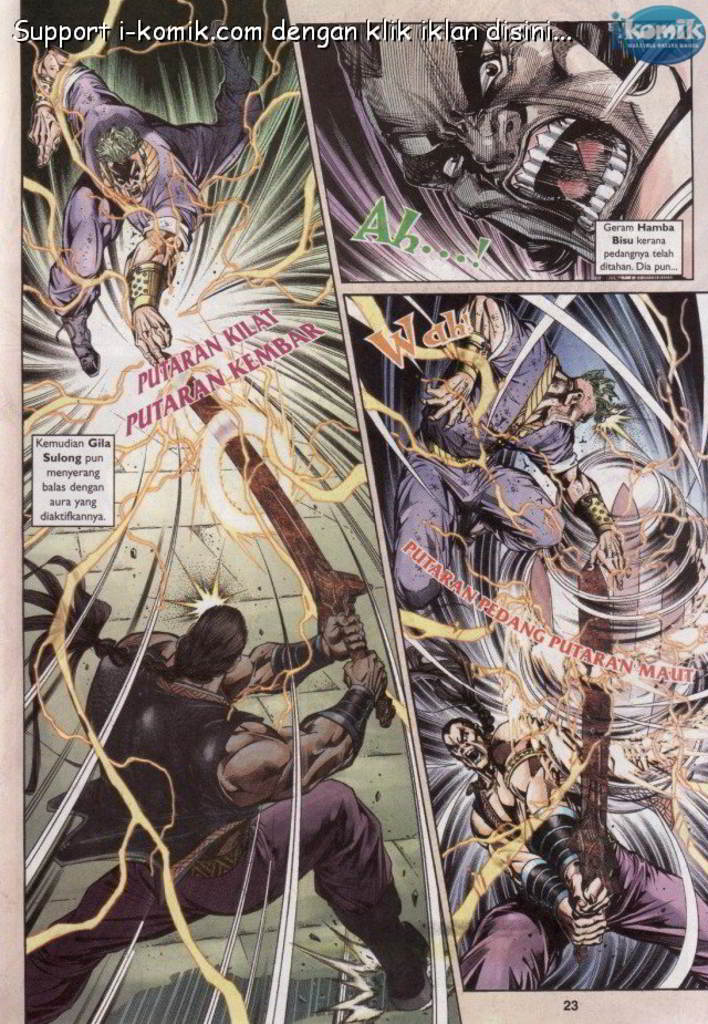 Support i-komik.com dengan klik iklan disini...
i komik
PUTARAN KILAT
PUTARAN KEMBAR
Kemudian Gila
Sulong pun
menyerang
balas dengan
aura yang
diaktifkannya.
Ah....!
Geram Hamba
Bisu kerana
pedangnya telah
ditahan. Dia pun...
Wah!
PUTARAN PEDANG PUTARAN MAUT
23